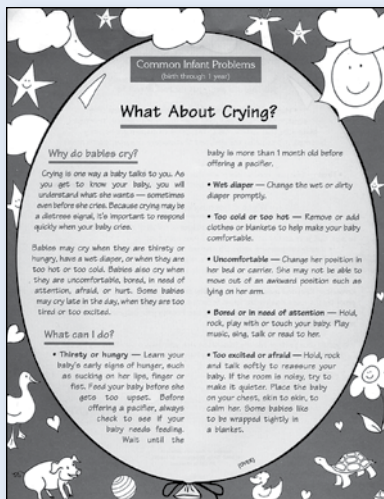 Common Infant Problems
(birth through 1 year)
What About Crying?
Why do babies cry?
Crying is one way a baby talks to you. As
you get to know your baby, you will
understand what she wants — sometimes
even before she cries. Because crying may be
a distress signal, it's important to respond
quickly when your baby cries.
Babies may cry when they are thirsty or
hungry, have a wet diaper, or when they are
too hot or too cold. Babies also cry when
they are uncomfortable, bored, in need of
attention, afraid, or hurt. Some babies
may cry late in the day, when they are too
tired or too excited.
What can I do?
• Thirsty or hungry — Learn your
baby's early signs of hunger, such
as sucking on her lips, finger or
fist. Feed your baby before she
gets too upset. Before
offering a pacifier, always
check to see if your
baby needs feeding.
Wait until the
baby is more than 1 month old before
offering a pacifier.
• Wet diaper — Change the wet or dirty
diaper promptly.
• Too cold or too hot — Remove or add
clothes or blankets to help make your baby
comfortable.
• Uncomfortable — Change her position in
her bed or carrier. She may not be able to
move out of an awkward position such as
lying on her arm.
• Bored or in need of attention — Hold,
rock, play with or touch your baby. Play
music, sing, talk or read to her.
• Too excited or afraid — Hold, rock
and talk softly to reassure your
baby. If the room is noisy, try to
make it quieter. Place the baby
on your chest, skin to skin, to
calm her. Some babies like
to be wrapped tightly in
a blanket.
(OVER)